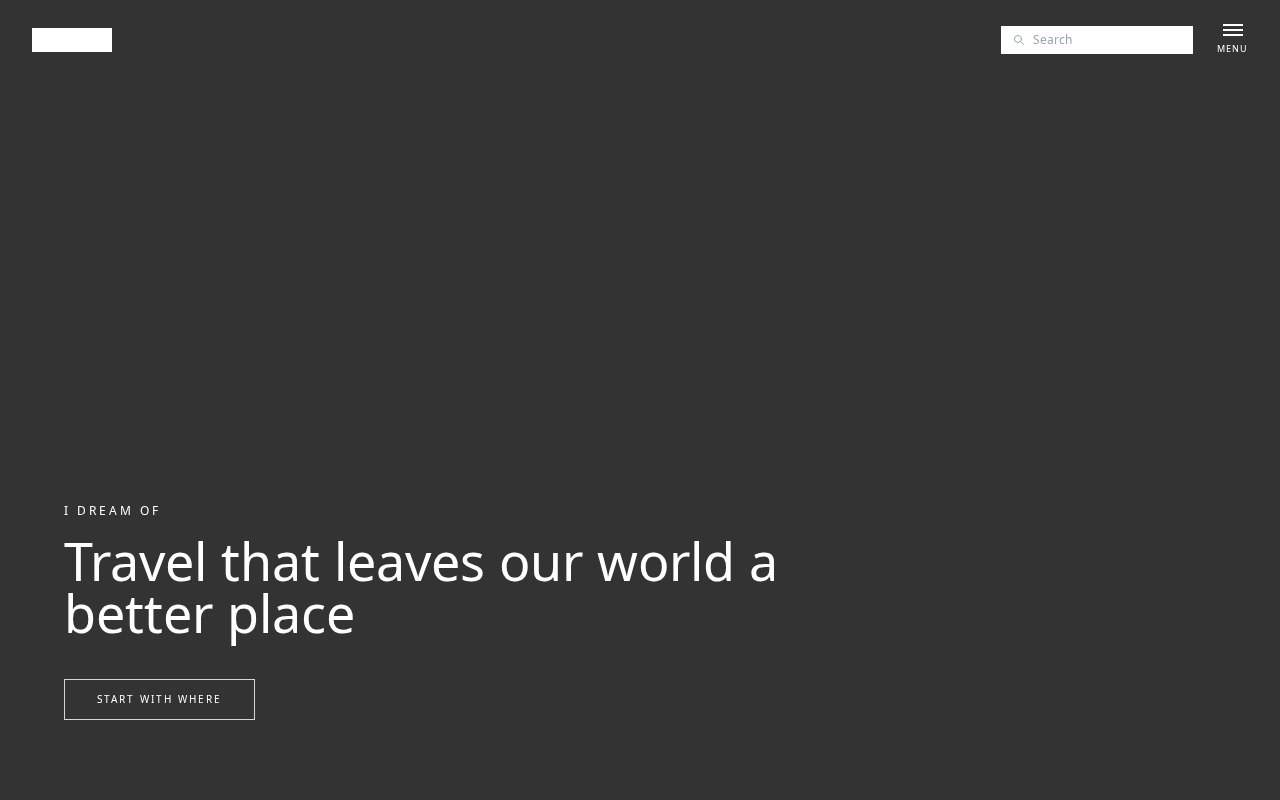 Search
MENU
I DREAM OF
Travel that leaves our world a
better place
START WITH WHERE